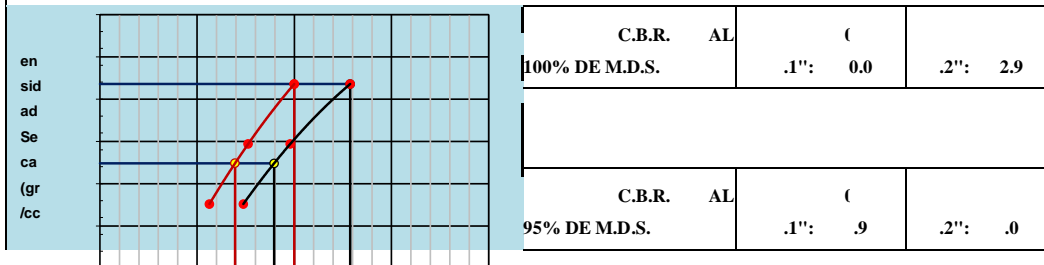 en
sid
ad
Se
ca
(gr
/cc
C.B.R. AL
100% DE M.D.S.
.1": 0.0
.2": 2.9
C.B.R. AL
95% DE M.D.S.
.1": .9
.2": .0